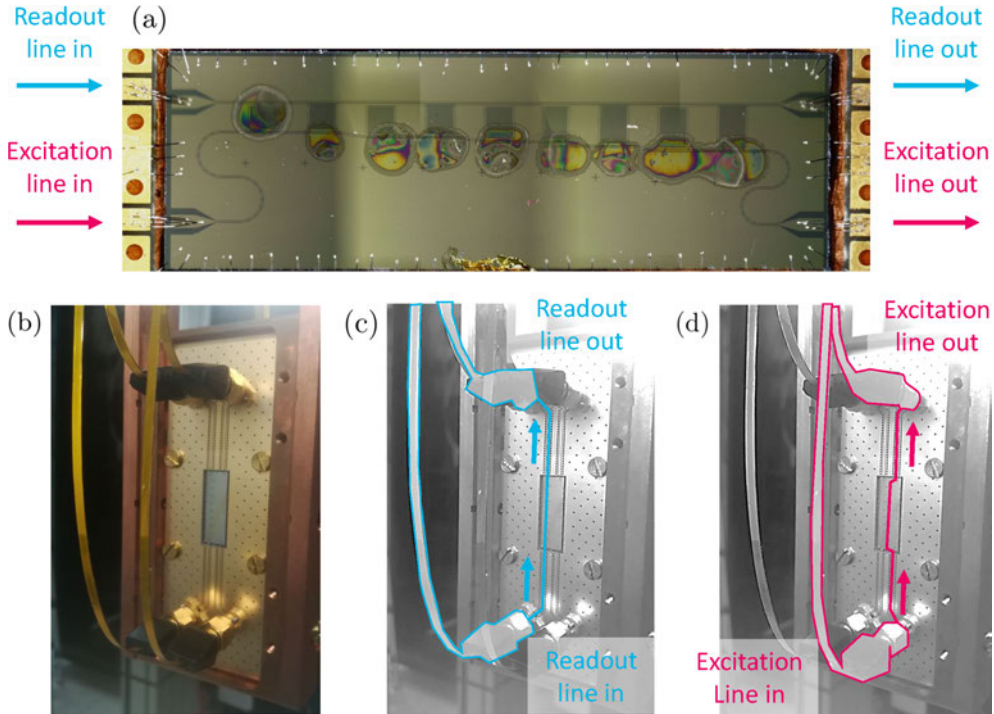 Readout
line in
(a)
Readout
line out
Excitation
line in
Excitation
line out
(b)
(c)
Readout
line out
(d)
Excitation
line out
Readout
line in
Excitation
Line in